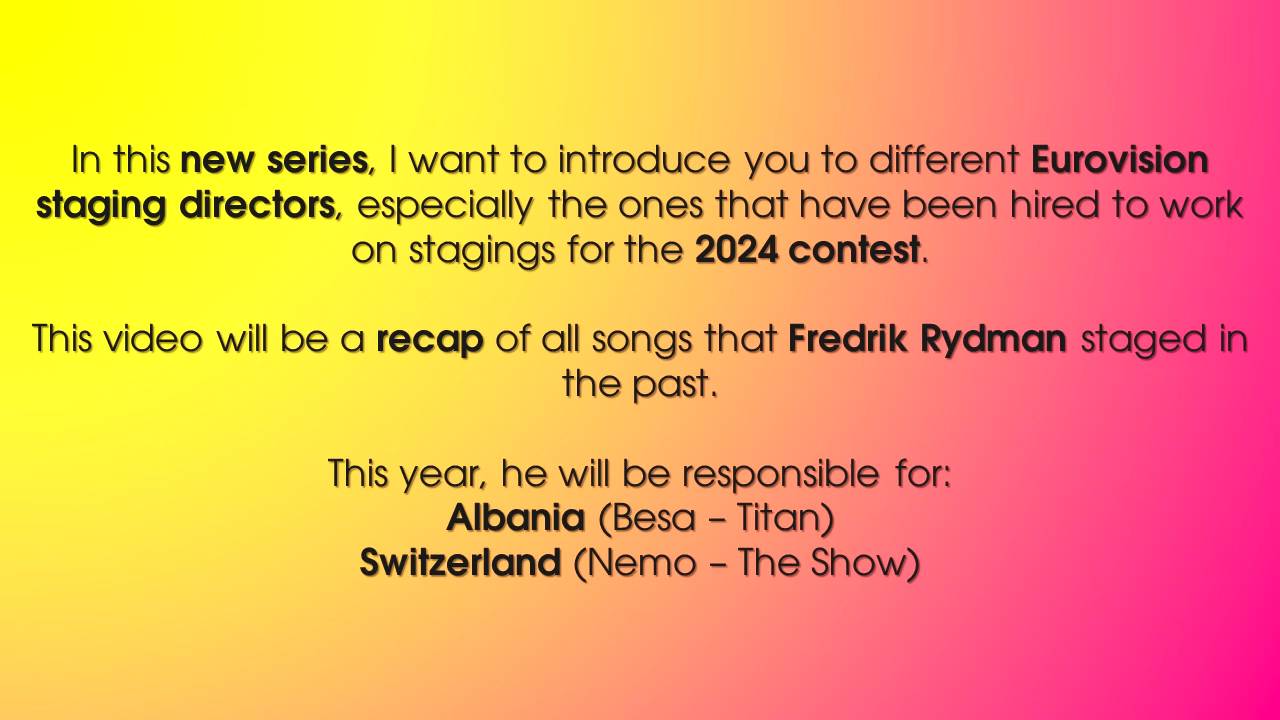 In this new series, I want to introduce you to different Eurovision
staging directors, especially the ones that have been hired to work
on stagings for the 2024 contest.
This video will be a recap of all songs that Fredrik Rydman staged in
the past.
This year, he will be responsible for:
Albania (Besa – Titan)
Switzerland (Nemo – The Show)